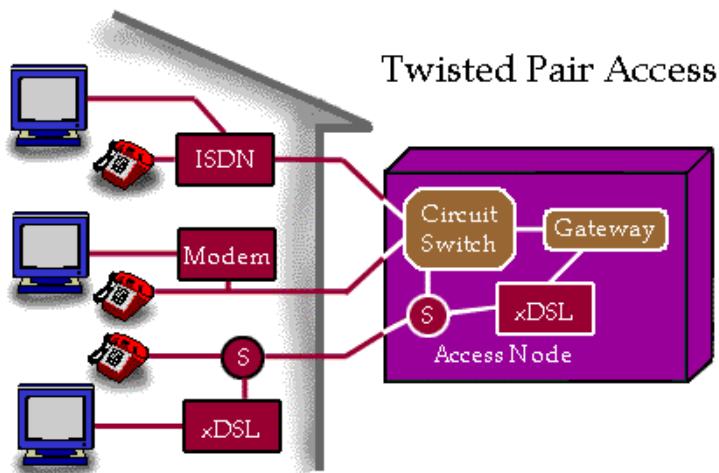 Twisted Pair Access
ISDN
Circuit
Switch
Gateway
Modem
S
xDSL
S
Access Node
xDSL